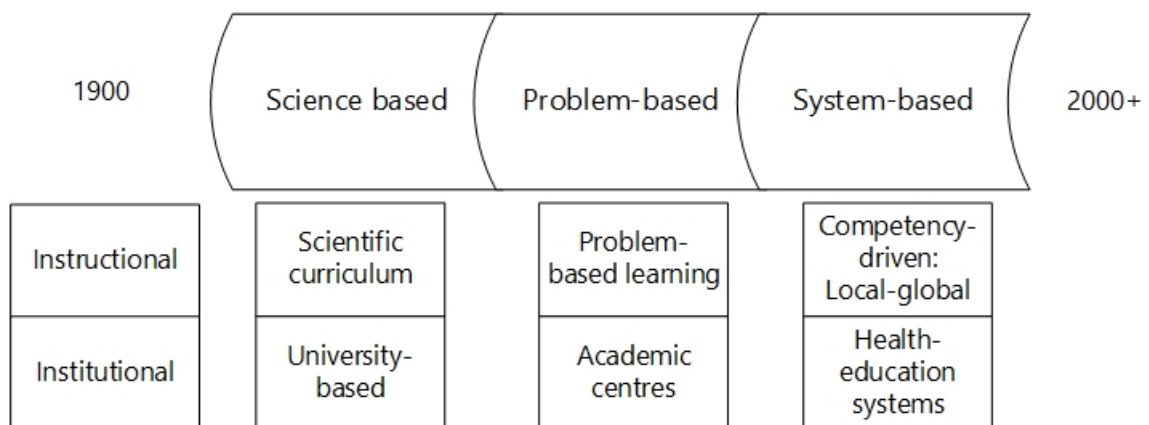 1900
Science based
Problem-based
System-based
2000+
Instructional
Scientific
curriculum
Problem-
based learning
Competency-
driven:
Local-global
Institutional
University-
based
Academic
centres
Health-
education
systems